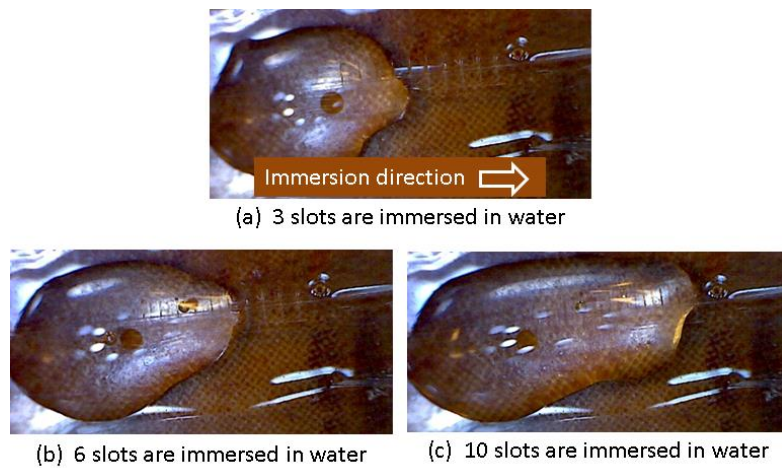 Immersion direction
(a) 3 slots are immersed in water
(b) 6 slots are immersed in water
(c) 10 slots are immersed in water